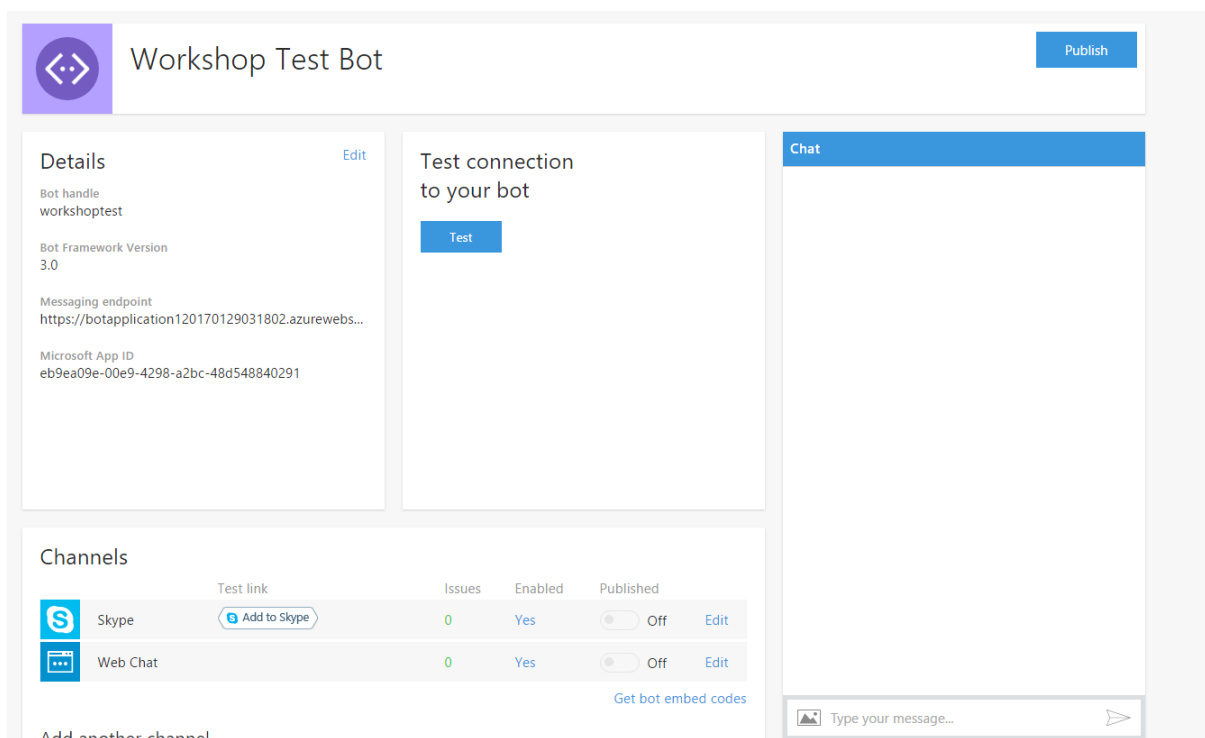 Workshop Test Bot
Publish
Details
Edit
Bot handle
workshoptest
Bot Framework Version
3.0
Messaging endpoint
https://botapplication120170129031802.azurewebs...
Microsoft App ID
eb9ea09e-00e9-4298-a2bc-48d548840291
Test connection
to your bot
Test
Chat
Type your message...
Channels
Test link Issues Enabled Published
Skype Add to Skype 0 Yes Off Edit
Web Chat 0 Yes Off Edit
Get bot embed codes
Add another channel